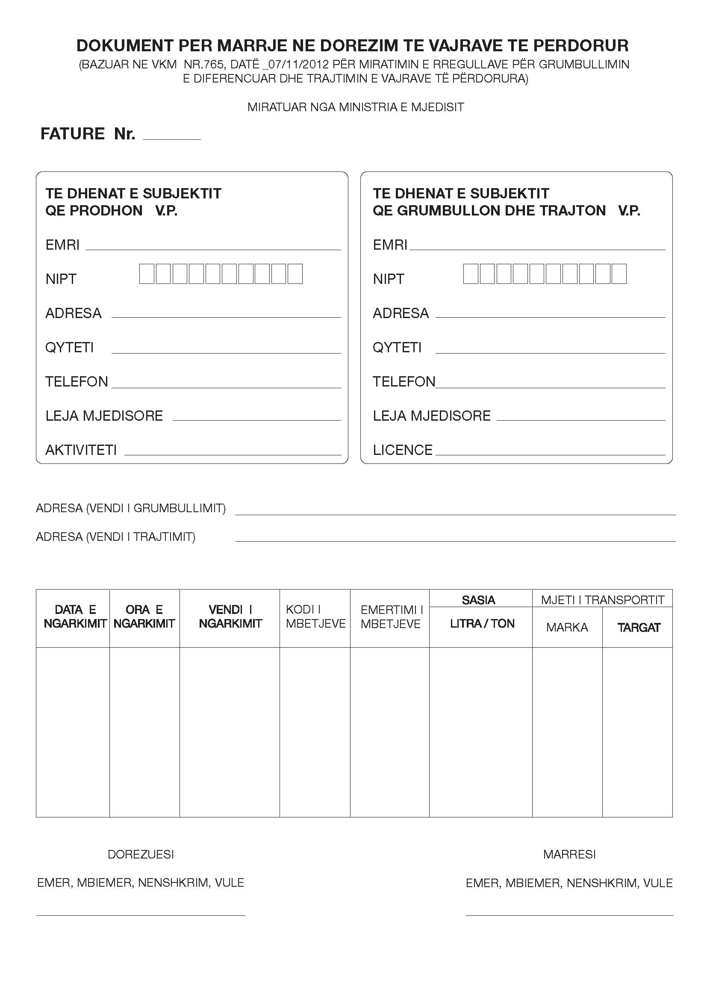 DOKUMENT PER MARRJE NE DOREZIM TE VAJRAVE TE PERDORUR
(BAZUAR NE VKM NR.765, DATË _07/11/2012 PËR MIRATIMIN E RREGULLAVE PËR GRUMBULLIMIN
E DIFERENCUAR DHE TRAJTIMIN E VAJRAVE TË PËRDORURA)
MIRATUAR NGA MINISTRIA E MJEDISIT
FATURE Nr. _______
TE DHENAT E SUBJEKTIT
QE PRODHON V.P.
EMRI
NIPT
ADRESA
QYTETI
TELEFON
LEJA MJEDISORE
AKTIVITETI
TE DHENAT E SUBJEKTIT
QE GRUMBULLON DHE TRAJTON V.P.
EMRI
NIPT
ADRESA
QYTETI
TELEFON
LEJA MJEDISORE
LICENCE
ADRESA (VENDI I GRUMBULLIMIT)
ADRESA (VENDI I TRAJTIMIT)
DATA E
NGARKIMIT
ORA E
NGARKIMIT
VENDI I
NGARKIMIT
KODI I
MBETJEVE
EMERTIMI I
MBETJEVE
SASIA
LITRA / TON
MJETI I TRANSPORTIT
MARKA
TARGAT
DOREZUESI
EMER, MBIEMER, NENSHKRIM, VULE
MARRESI
EMER, MBIEMER, NENSHKRIM, VULE